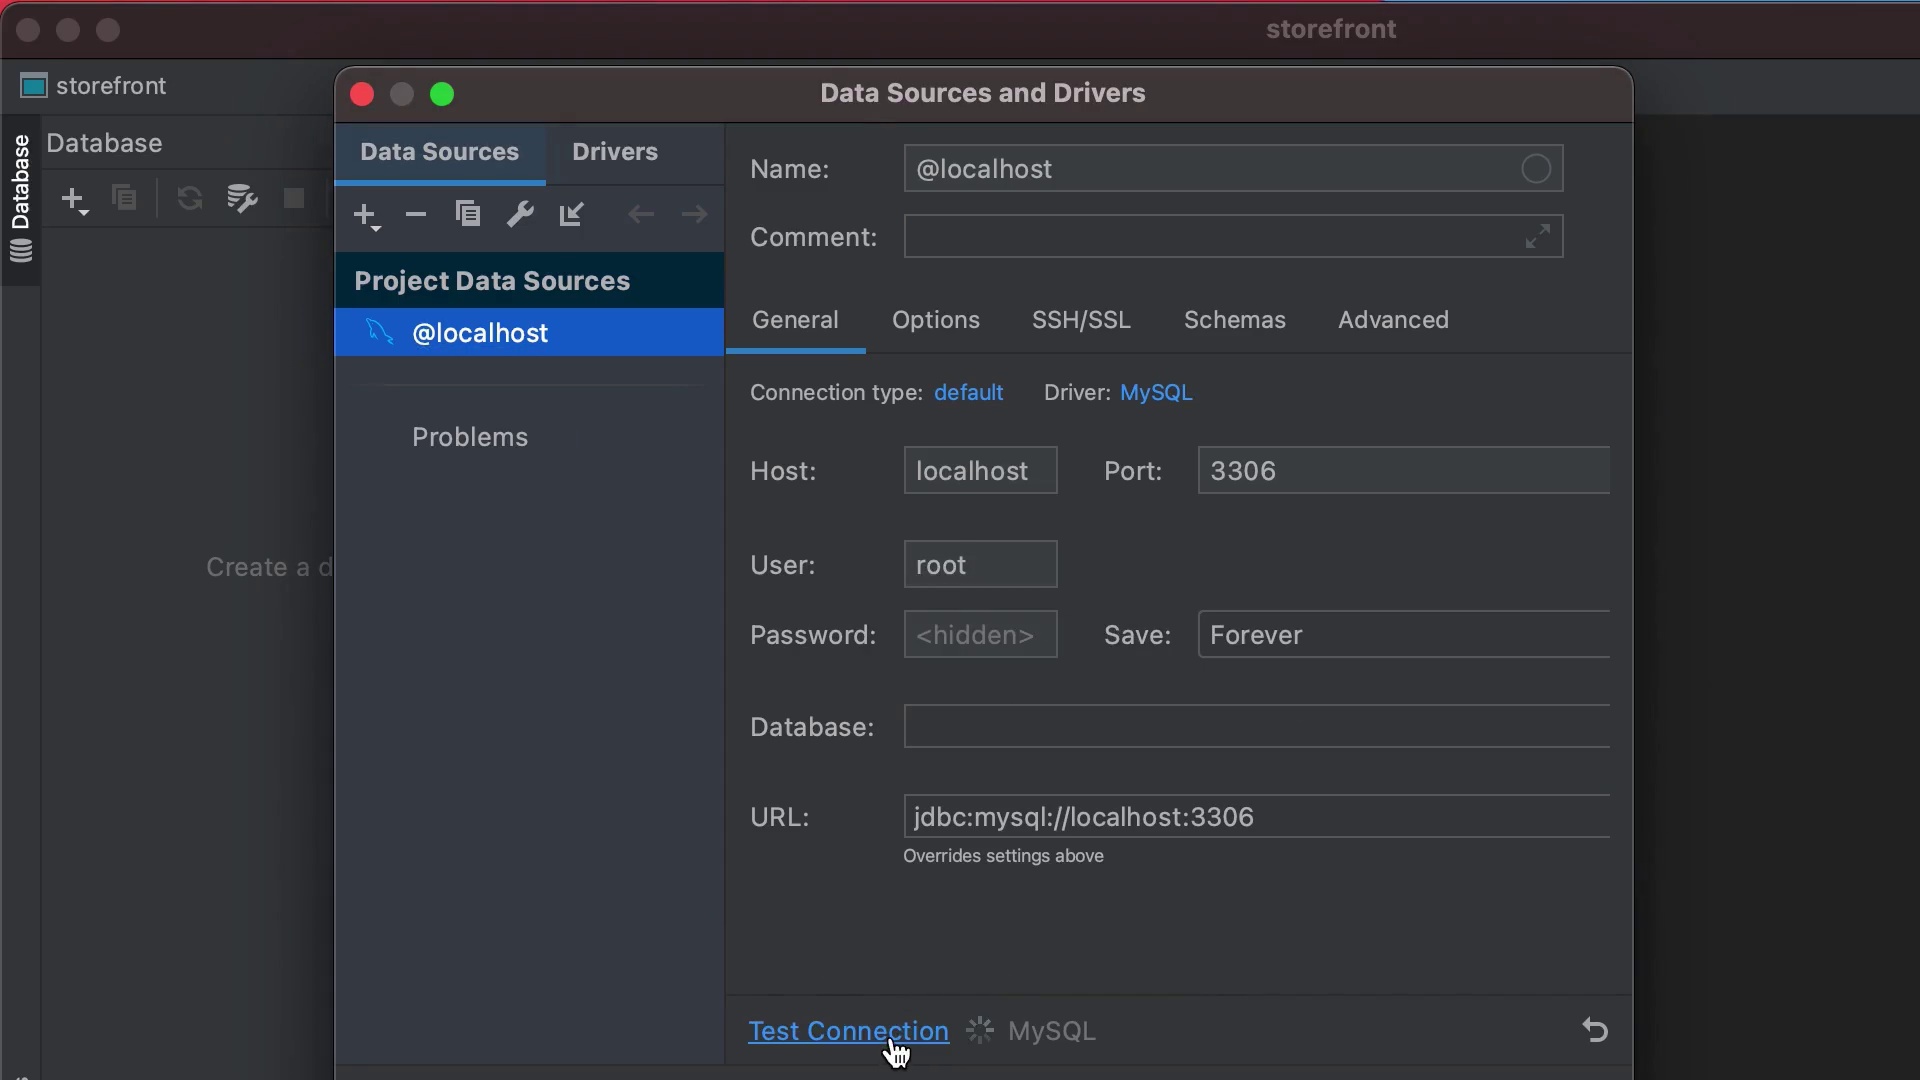 storefront
storefront
Data Sources and Drivers
Database
Database
Data Sources
Drivers
Project Data Sources
@localhost
Problems
Create a d
Name: @localhost
Comment:
General Options SSH/SSL Schemas Advanced
Connection type: default Driver: MySQL
Host: localhost Port: 3306
User: root
Password: <hidden> Save: Forever
Database:
URL: jdbc:mysql://localhost:3306
Overrides settings above
Test Connection MySQL